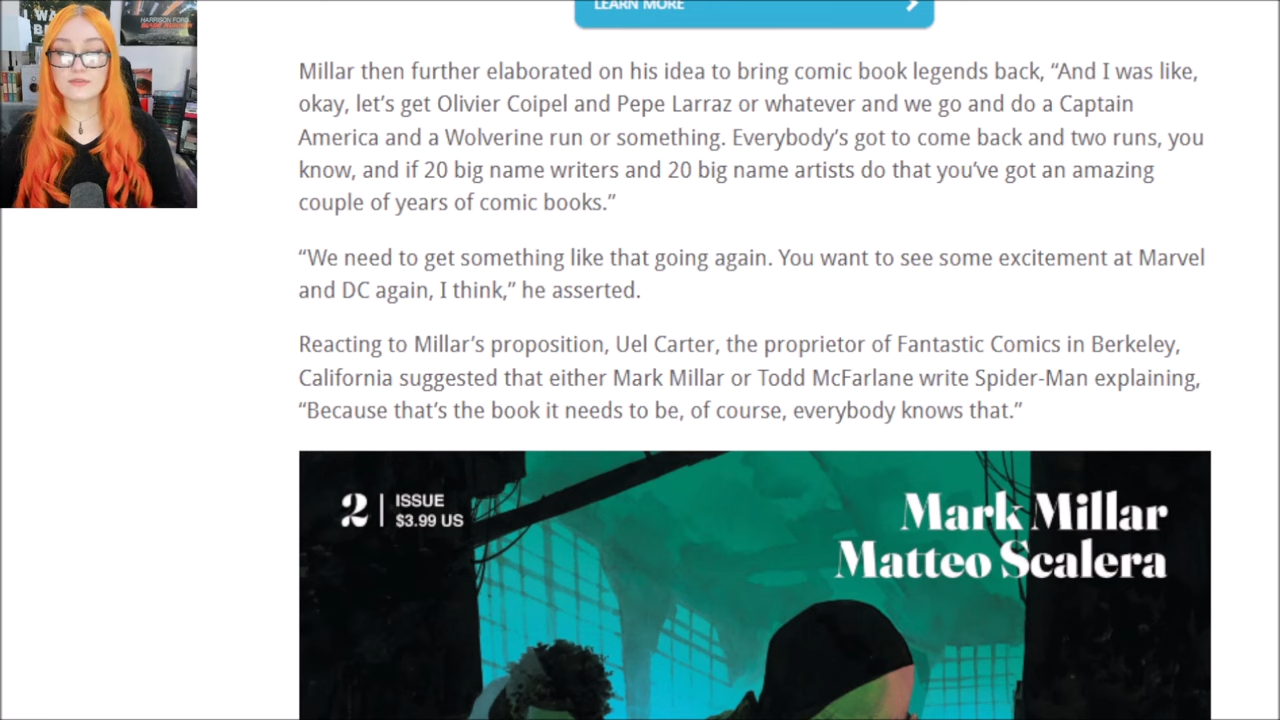 LEARN MORE
HARRISON FORD
Millar then further elaborated on his idea to bring comic book legends back, “And I was like,
okay, let’s get Olivier Coipel and Pepe Larraz or whatever and we go and do a Captain
America and a Wolverine run or something. Everybody’s got to come back and two runs, you
know, and if 20 big name writers and 20 big name artists do that you’ve got an amazing
couple of years of comic books.”
“We need to get something like that going again. You want to see some excitement at Marvel
and DC again, I think,” he asserted.
Reacting to Millar’s proposition, Uel Carter, the proprietor of Fantastic Comics in Berkeley,
California suggested that either Mark Millar or Todd McFarlane write Spider-Man explaining,
“Because that’s the book it needs to be, of course, everybody knows that.”
2 | ISSUE
$3.99 US
Mark Millar
Matteo Scalera